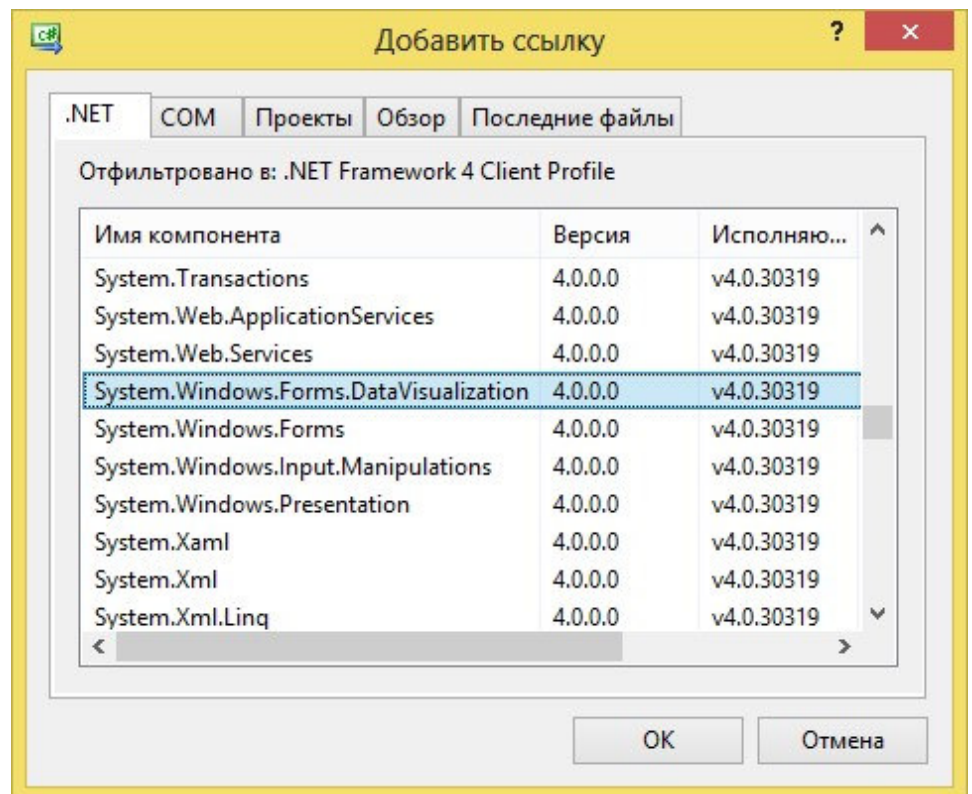 C#
Добавить ссылку
? ×
.NET COM Проекты Обзор Последние файлы
Отфильтровано в: .NET Framework 4 Client Profile
Имя компонента Версия Исполняю...
System.Transactions 4.0.0.0 v4.0.30319
System.Web.ApplicationServices 4.0.0.0 v4.0.30319
System.Web.Services 4.0.0.0 v4.0.30319
System.Windows.Forms.DataVisualization 4.0.0.0 v4.0.30319
System.Windows.Forms 4.0.0.0 v4.0.30319
System.Windows.Input.Manipulations 4.0.0.0 v4.0.30319
System.Windows.Presentation 4.0.0.0 v4.0.30319
System.Xaml 4.0.0.0 v4.0.30319
System.Xml 4.0.0.0 v4.0.30319
System.Xml.Linq 4.0.0.0 v4.0.30319
OK Отмена